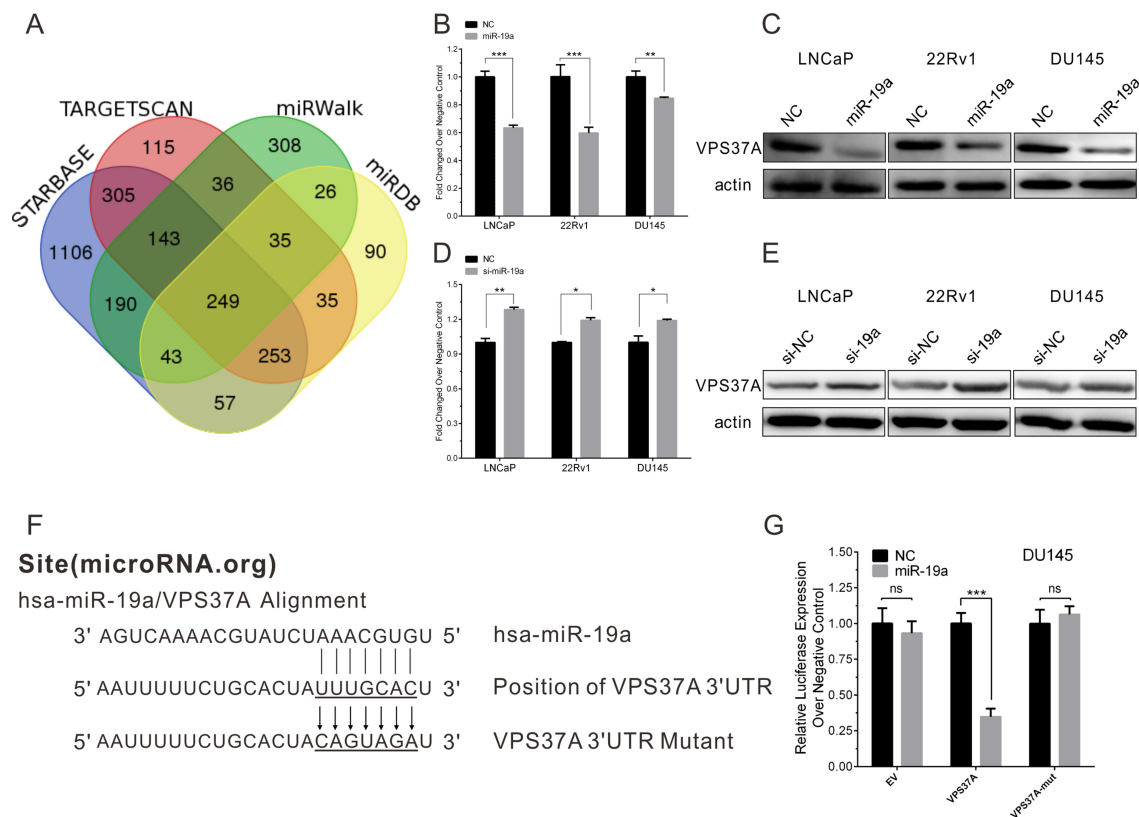 A
TARGETSCAN
miRWalk
STARBASE
miRDB
115
308
305
36
26
1106
143
35
90
190
249
35
43
253
57
B
NC
miR-19a
Fold Changed Over Negative Control
1.2
1.0
0.8
0.6
0.4
0.2
0.0
***
***
**
LNCaP
22Rv1
DU145
C
LNCaP
22Rv1
DU145
NC
miR-19a
NC
miR-19a
NC
miR-19a
VPS37A
actin
D
NC
si-miR-19a
Fold Changed Over Negative Control
1.5
1.2
0.9
0.6
0.3
0.0
**
*
*
LNCaP
22Rv1
DU145
E
LNCaP
22Rv1
DU145
si-NC
si-19a
si-NC
si-19a
si-NC
si-19a
VPS37A
actin
F
Site(microRNA.org)
hsa-miR-19a/VPS37A Alignment
3' AGUCAAAACGUAUCUAAACGUGU 5' hsa-miR-19a
5' AAUUUUUCUGCACUAUUUGCACU 3' Position of VPS37A 3'UTR
5' AAUUUUUCUGCACUACAGUAGAU 3' VPS37A 3'UTR Mutant
G
NC
miR-19a
DU145
Relative Luciferase Expression
Over Negative Control
1.50
1.25
1.00
0.75
0.50
0.25
0.00
ns
***
ns
EV
VPS37A
VPS37A-mut